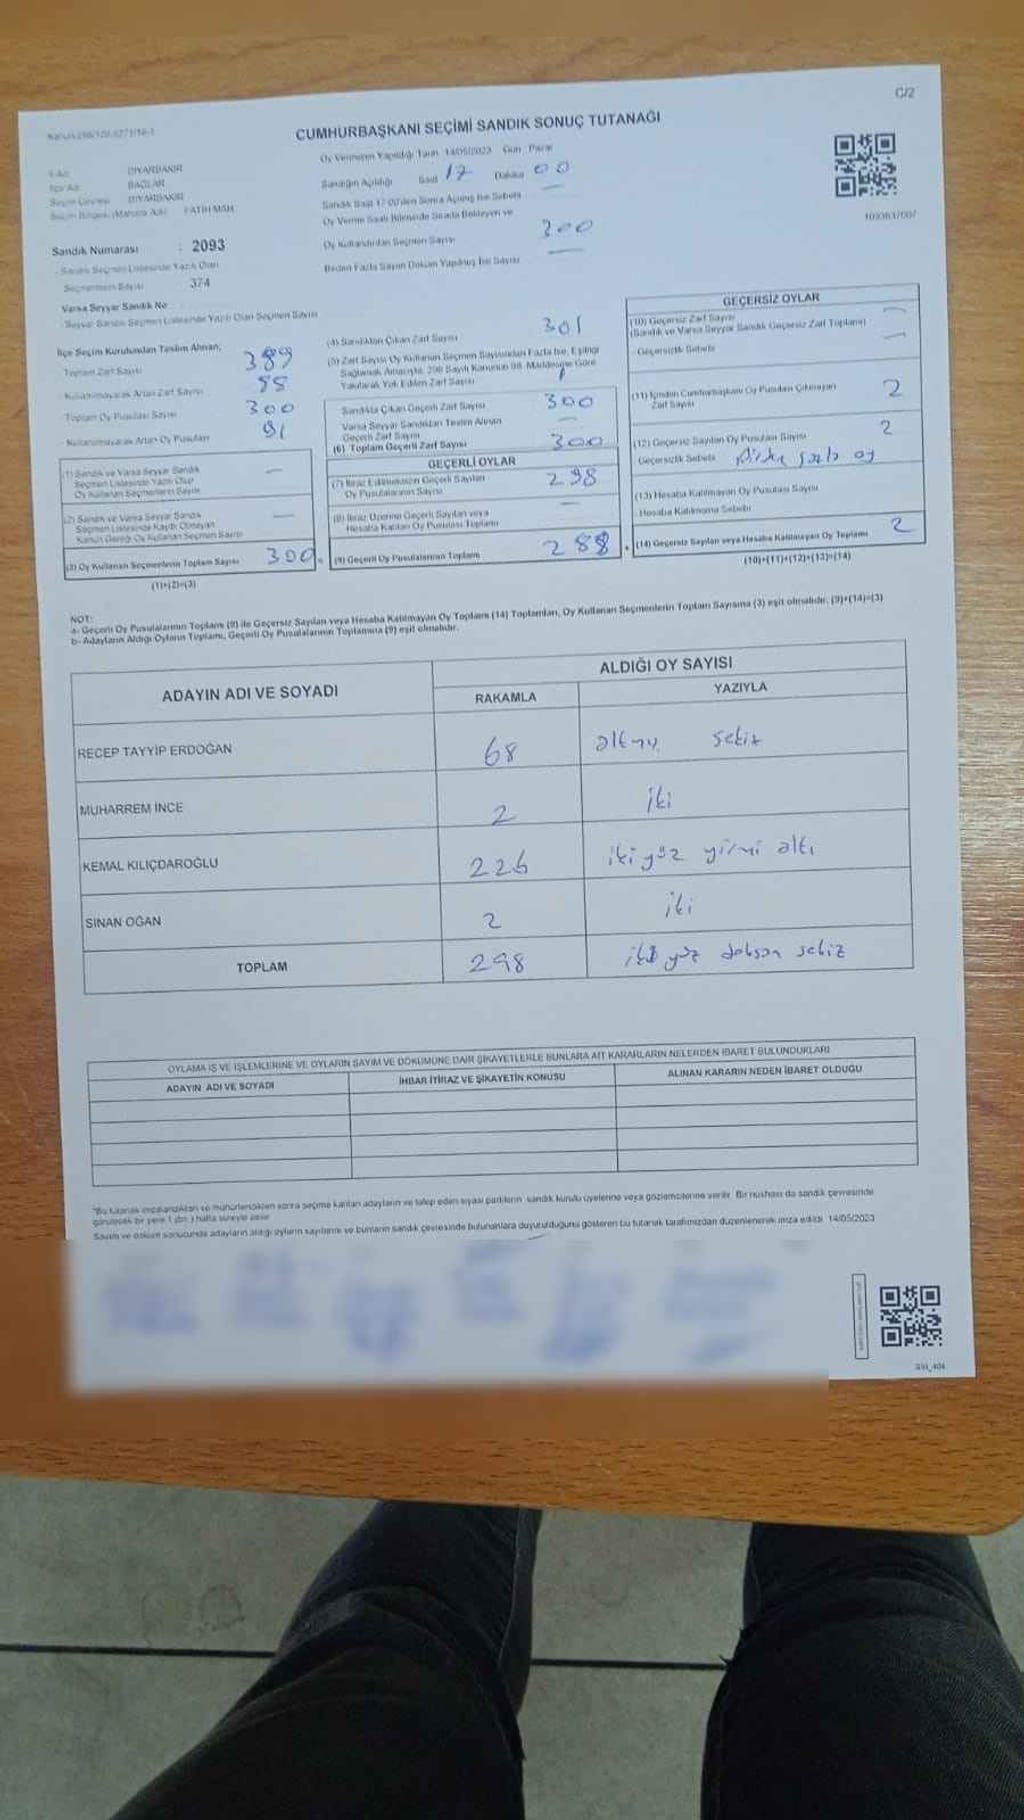 C/2
CUMHURBAŞKANI SEÇİMİ SANDIK SONUÇ TUTANAĞI
Oy Vermenin Yapıldığı Tarih 14/05/2023 Gün Pazar
İl Adı DİYARBAKIR
İlçe Adı BAĞLAR
Seçim Çevresi DİYARBAKIR
FATİH MAH.
Sandığın Açıldığı Saat 17 Dakika 00
Oy Verme Saati Bitiminde Sırada Bekleyen ve
Oy Kullandırılan Seçmen Sayısı 300
Birden Fazla Sayım Döküm Yapılmış İse Sayısı —
Sandık Numarası : 2093
Sandık Seçmen Listesinde Yazılı Olan
Seçmenlerin Sayısı 374
Varsa Seyyar Sandık No
Seyyar Sandık Seçmen Listesinde Yazılı Olan Seçmen Sayısı
İlçe Seçim Kurulundan Teslim Alınan;
Toplam Zarf Sayısı 389
Kullanılmayarak Artan Zarf Sayısı
Toplam Oy Pusulası Sayısı 300
Kullanılmayarak Artan Oy Pusulası 91
(1) Sandık ve Varsa Seyyar Sandık
Seçmen Listesinde Yazılı Olup
Oy Kullanan Seçmenlerin Sayısı —
(2) Sandık ve Varsa Seyyar Sandık
Seçmen Listesinde Kaydı Olmayan
Kanun Gereği Oy Kullanan Seçmen Sayısı —
(3) Oy Kullanan Seçmenlerin Toplam Sayısı 300
(1)+(2)=(3)
(4) Sandıktan Çıkan Zarf Sayısı 301
(5) Zarf Sayısı Oy Kullanan Seçmen Sayısından Fazla İse, Eşitliği
Sağlamak Amacıyla, 298 Sayılı Kanunun 98. Maddesine Göre
Yakılarak Yok Edilen Zarf Sayısı 1
Sandıkta Çıkan Geçerli Zarf Sayısı 300
Varsa Seyyar Sandıktan Teslim Alınan
Geçerli Zarf Sayısı —
(6) Toplam Geçerli Zarf Sayısı 300
GEÇERLİ OYLAR
(7) İtiraz Edilmeksizin Geçerli Sayılan
Oy Pusulalarının Sayısı 298
(8) İtiraz Üzerine Geçerli Sayılan veya
Hesaba Katılan Oy Pusulası Toplamı —
(9) Geçerli Oy Pusulalarının Toplamı 288
GEÇERSİZ OYLAR
(10) Geçersiz Zarf Sayısı
(Sandık ve Varsa Seyyar Sandık Geçersiz Zarf Toplamı)
Geçersizlik Sebebi —
(11) İçinden Cumhurbaşkanı Oy Pusulası Çıkmayan
Zarf Sayısı 2
(12) Geçersiz Sayılan Oy Pusulası Sayısı 2
Geçersizlik Sebebi Birden fazla oy
(13) Hesaba Katılmayan Oy Pusulası Sayısı
Hesaba Katılmama Sebebi
(14) Geçersiz Sayılan veya Hesaba Katılmayan Oy Toplamı 2
(10)+(11)+(12)+(13)=(14)
NOT:
a- Geçerli Oy Pusulalarının Toplamı (9) ile Geçersiz Sayılan veya Hesaba Katılmayan Oy Toplamı (14) Toplamları, Oy Kullanan Seçmenlerin Toplam Sayısına (3) eşit olmalıdır. (9)+(14)=(3)
b- Adayların Aldığı Oyların Toplamı, Geçerli Oy Pusulalarının Toplamına (9) eşit olmalıdır.
ADAYIN ADI VE SOYADI
ALDIĞI OY SAYISI
RAKAMLA YAZIYLA
RECEP TAYYİP ERDOĞAN 68 altmış sekiz
MUHARREM İNCE 2 iki
KEMAL KILIÇDAROĞLU 226 iki yüz yirmi altı
SİNAN OĞAN 2 iki
TOPLAM 298 iki yüz doksan sekiz
OYLAMA İŞ VE İŞLEMLERİNE VE OYLARIN SAYIM VE DÖKÜMÜNE DAİR ŞİKAYETLERLE BUNLARA AİT KARARLARIN NELERDEN İBARET BULUNDUKLARI
ADAYIN ADI VE SOYADI İHBAR İTİRAZ VE ŞİKAYETİN KONUSU ALINAN KARARIN NEDEN İBARET OLDUĞU